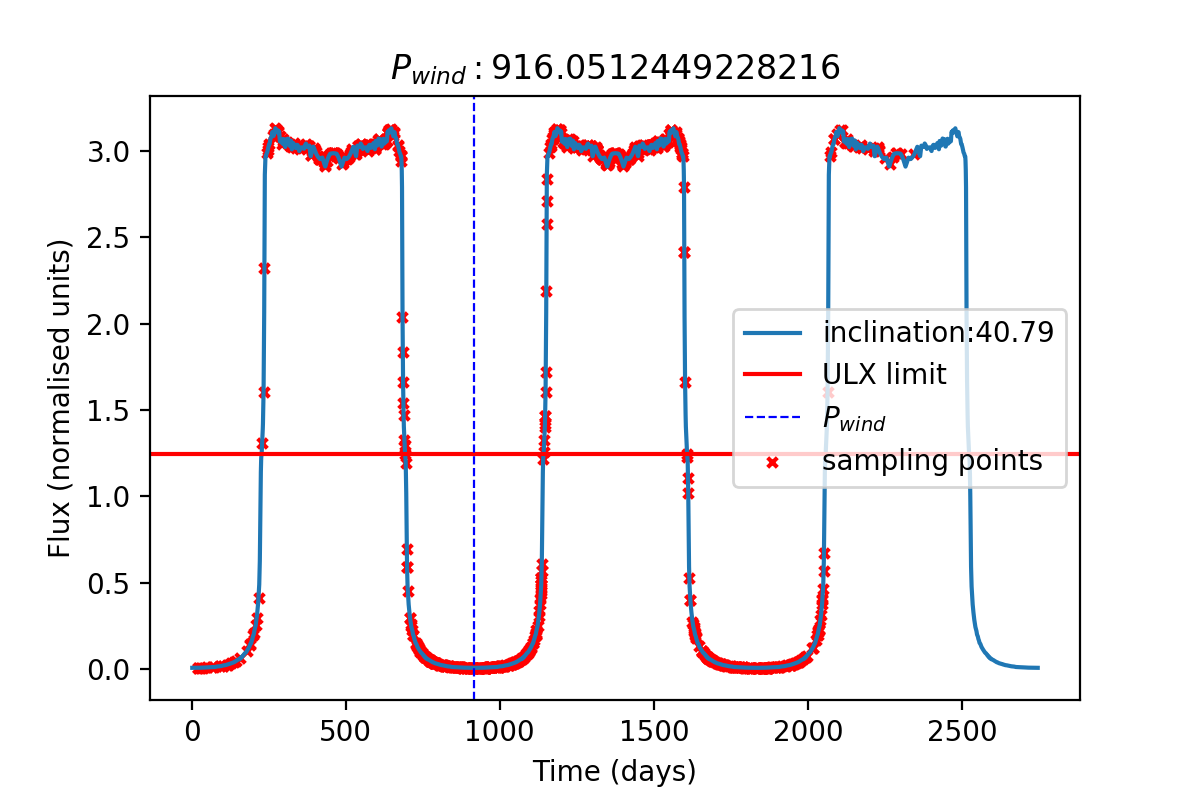 P_wind : 916.0512449228216
3.0
2.5
2.0
1.5
1.0
0.5
0.0
Flux (normalised units)
inclination:40.79
ULX limit
P_wind
sampling points
0 500 1000 1500 2000 2500
Time (days)